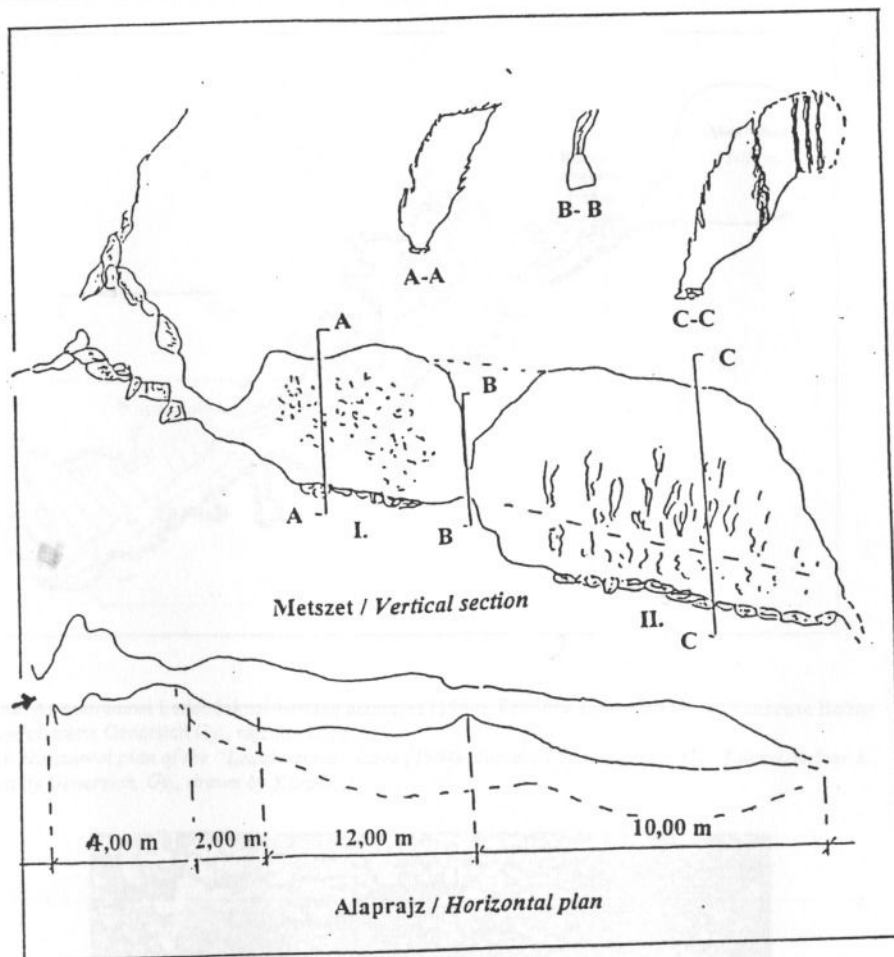 A-A
B- B
C-C
A
B
C
A
I.
B
II.
C
Metszet / Vertical section
4,00 m
2,00 m
12,00 m
10,00 m
Alaprajz / Horizontal plan